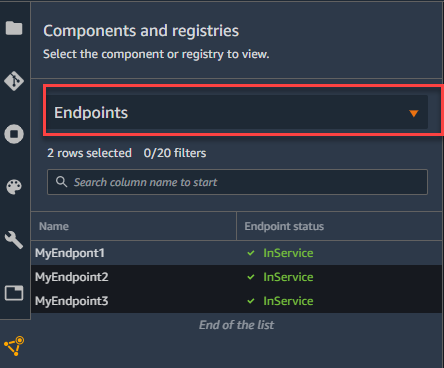 Components and registries
Select the component or registry to view.
Endpoints
2 rows selected 0/20 filters
Search column name to start
Name Endpoint status
MyEndpont1 InService
MyEndpoint2 InService
MyEndpoint3 InService
End of the list